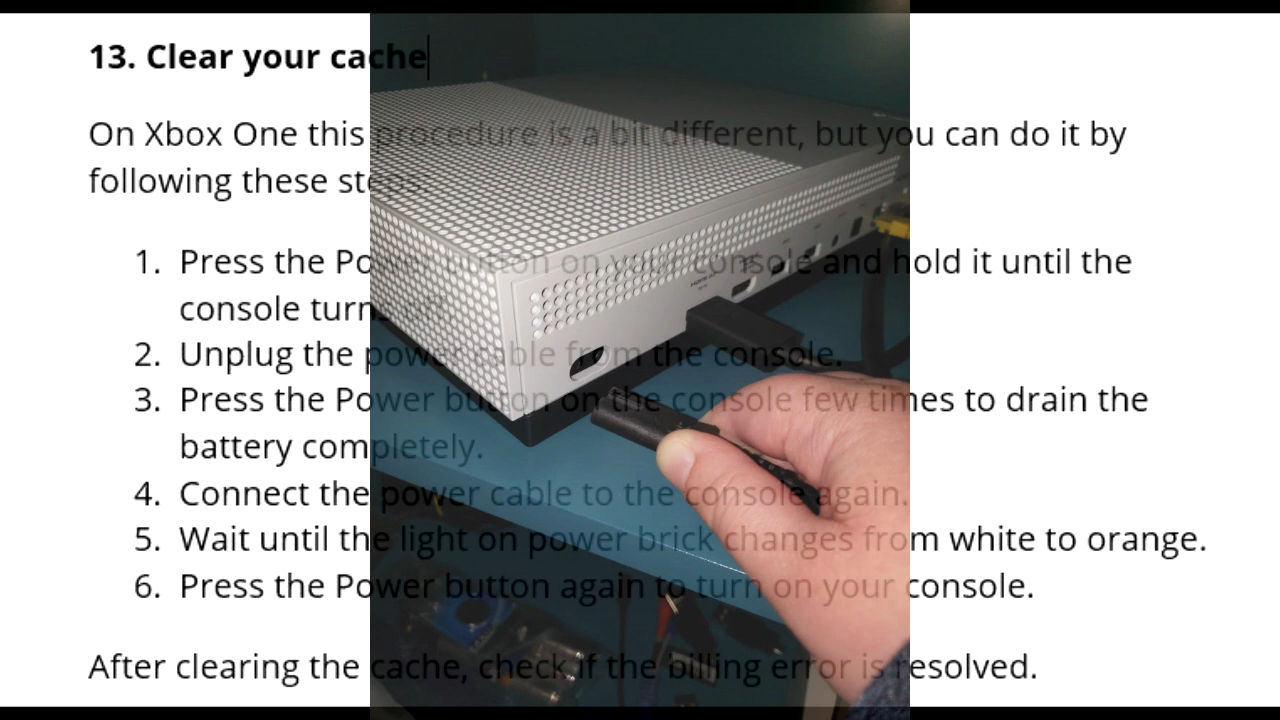 13. Clear your cache
On Xbox One this procedure is a bit different, but you can do it by
following these steps:
1. Press the Power button on your console and hold it until the
console turns off.
2. Unplug the power cable from the console.
3. Press the Power button on the console few times to drain the
battery completely.
4. Connect the power cable to the console again.
5. Wait until the light on power brick changes from white to orange.
6. Press the Power button again to turn on your console.
After clearing the cache, check if the billing error is resolved.